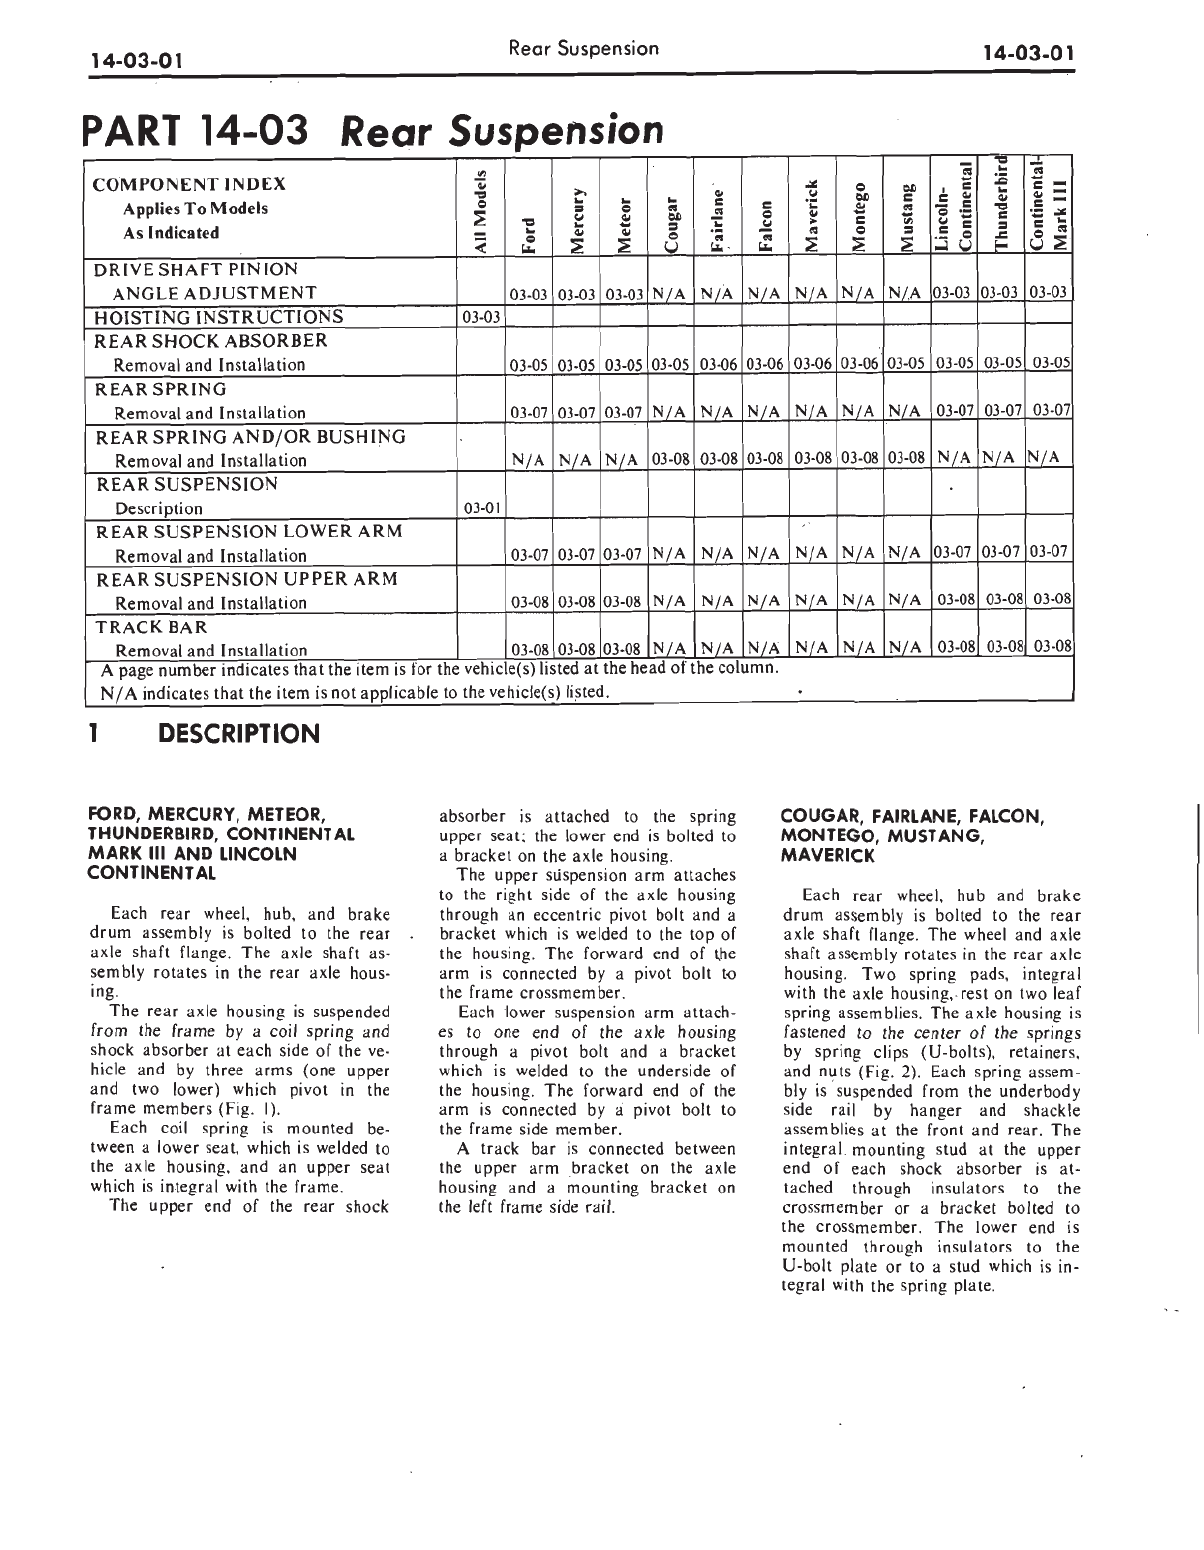 14-03-01 Rear Suspension 14-03-01
PART 14-03 Rear Suspension
COMPONENT INDEX
Applies To Models
As Indicated
All Models
Ford
Mercury
Meteor
Cougar
Fairlane
Falcon
Maverick
Montego
Mustang
Lincoln-
Continental
Thunderbird
Continental-
Mark III
DRIVE SHAFT PINION
ANGLE ADJUSTMENT 03-03 03-03 03-03 N/A N/A N/A N/A N/A N/A 03-03 03-03 03-03
HOISTING INSTRUCTIONS 03-03
REAR SHOCK ABSORBER
Removal and Installation 03-05 03-05 03-05 03-05 03-06 03-06 03-06 03-06 03-05 03-05 03-05 03-05
REAR SPRING
Removal and Installation 03-07 03-07 03-07 N/A N/A N/A N/A N/A N/A 03-07 03-07 03-07
REAR SPRING AND/OR BUSHING
Removal and Installation N/A N/A N/A 03-08 03-08 03-08 03-08 03-08 03-08 N/A N/A N/A
REAR SUSPENSION
Description 03-01
REAR SUSPENSION LOWER ARM
Removal and Installation 03-07 03-07 03-07 N/A N/A N/A N/A N/A N/A 03-07 03-07 03-07
REAR SUSPENSION UPPER ARM
Removal and Installation 03-08 03-08 03-08 N/A N/A N/A N/A N/A N/A 03-08 03-08 03-08
TRACK BAR
Removal and Installation 03-08 03-08 03-08 N/A N/A N/A N/A N/A N/A 03-08 03-08 03-08
A page number indicates that the item is for the vehicle(s) listed at the head of the column.
N/A indicates that the item is not applicable to the vehicle(s) listed.
1 DESCRIPTION
FORD, MERCURY, METEOR,
THUNDERBIRD, CONTINENTAL
MARK III AND LINCOLN
CONTINENTAL
Each rear wheel, hub, and brake
drum assembly is bolted to the rear
axle shaft flange. The axle shaft as-
sembly rotates in the rear axle hous-
ing.
The rear axle housing is suspended
from the frame by a coil spring and
shock absorber at each side of the ve-
hicle and by three arms (one upper
and two lower) which pivot in the
frame members (Fig. 1).
Each coil spring is mounted be-
tween a lower seat, which is welded to
the axle housing, and an upper seat
which is integral with the frame.
The upper end of the rear shock
absorber is attached to the spring
upper seat; the lower end is bolted to
a bracket on the axle housing.
The upper suspension arm attaches
to the right side of the axle housing
through an eccentric pivot bolt and a
bracket which is welded to the top of
the housing. The forward end of the
arm is connected by a pivot bolt to
the frame crossmember.
Each lower suspension arm attach-
es to one end of the axle housing
through a pivot bolt and a bracket
which is welded to the underside of
the housing. The forward end of the
arm is connected by a pivot bolt to
the frame side member.
A track bar is connected between
the upper arm bracket on the axle
housing and a mounting bracket on
the left frame side rail.
COUGAR, FAIRLANE, FALCON,
MONTEGO, MUSTANG,
MAVERICK
Each rear wheel, hub and brake
drum assembly is bolted to the rear
axle shaft flange. The wheel and axle
shaft assembly rotates in the rear axle
housing. Two spring pads, integral
with the axle housing, rest on two leaf
spring assemblies. The axle housing is
fastened to the center of the springs
by spring clips (U-bolts), retainers,
and nuts (Fig. 2). Each spring assem-
bly is suspended from the underbody
side rail by hanger and shackle
assemblies at the front and rear. The
integral mounting stud at the upper
end of each shock absorber is at-
tached through insulators to the
crossmember or a bracket bolted to
the crossmember. The lower end is
mounted through insulators to the
U-bolt plate or to a stud which is in-
tegral with the spring plate.